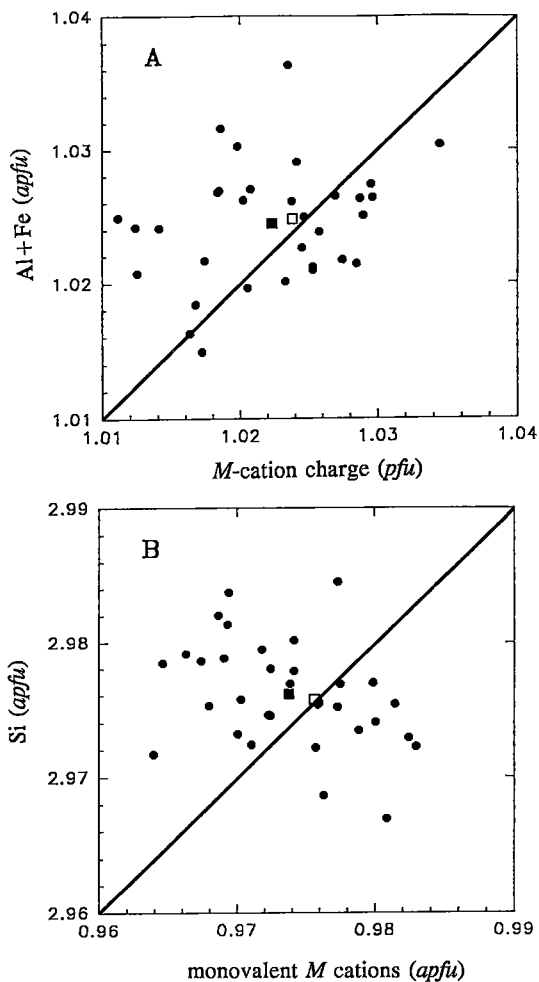 1.04
A
1.03
Al+Fe (apfu)
1.02
1.01
1.01 1.02 1.03 1.04
M-cation charge (pfu)
2.99
B
2.98
Si (apfu)
2.97
2.96
0.96 0.97 0.98 0.99
monovalent M cations (apfu)